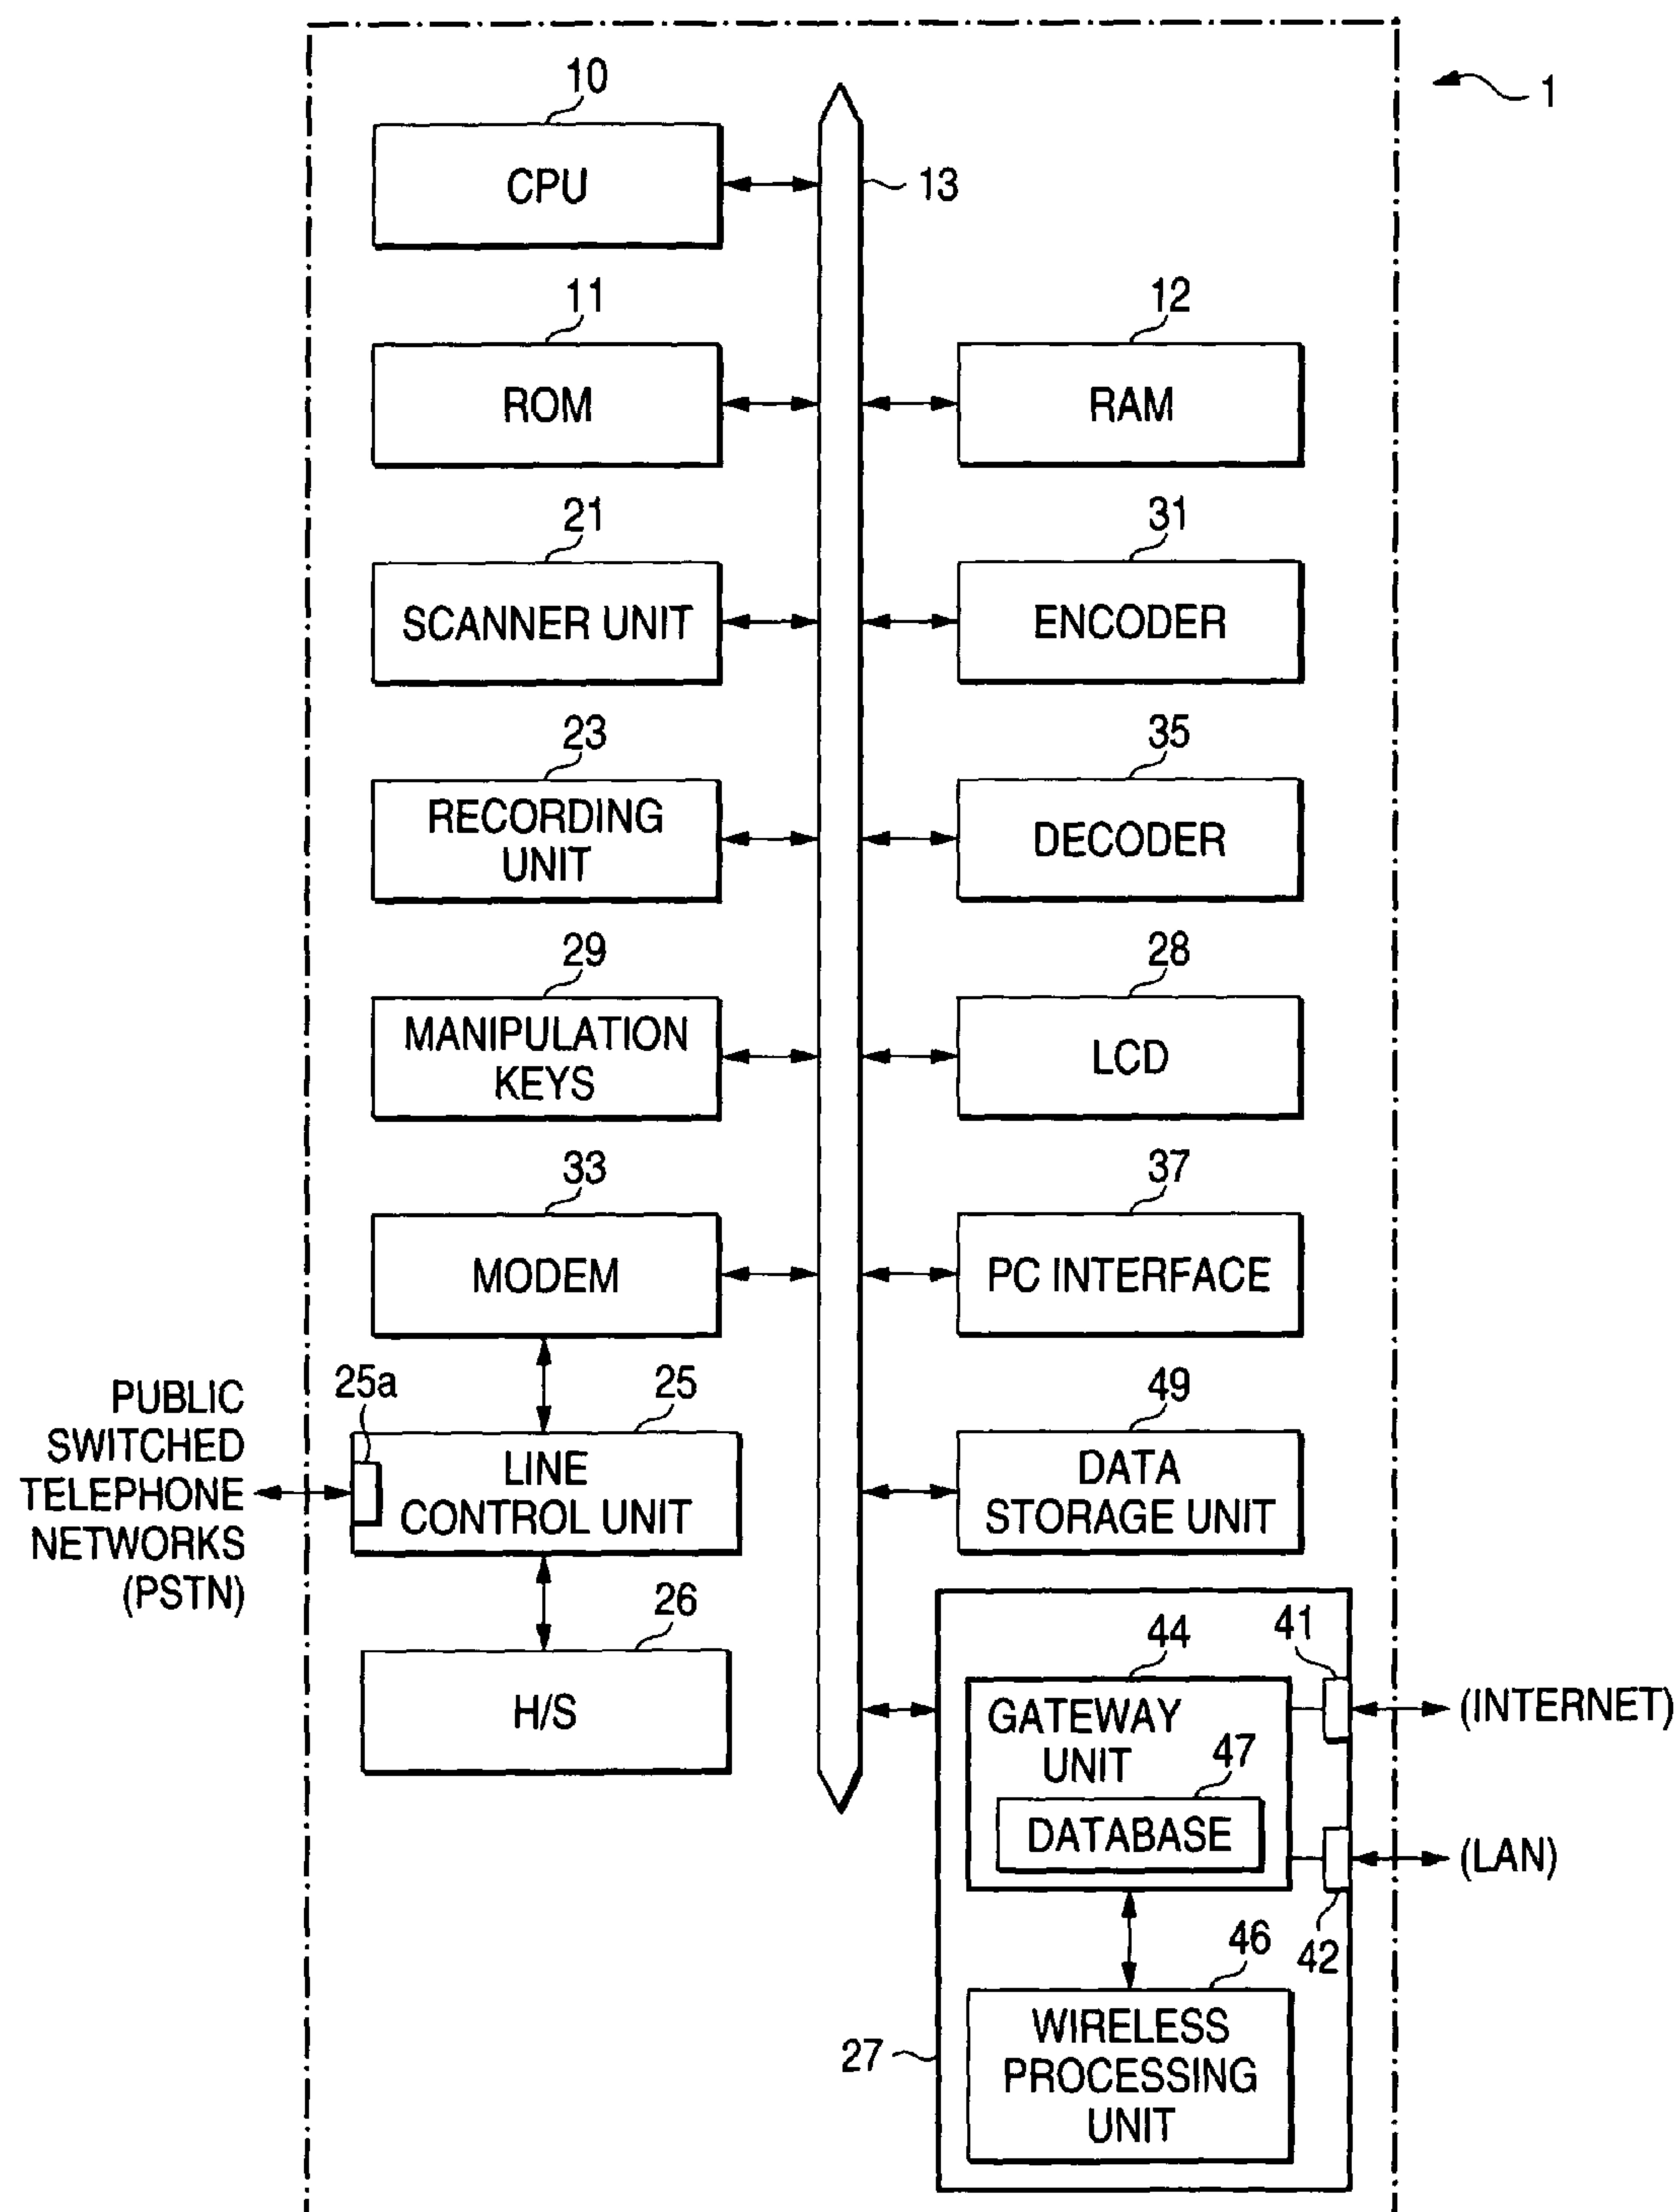 1
10
CPU
13
11
ROM
12
RAM
21
SCANNER UNIT
31
ENCODER
23
RECORDING
UNIT
35
DECODER
29
MANIPULATION
KEYS
28
LCD
33
MODEM
37
PC INTERFACE
PUBLIC
SWITCHED
TELEPHONE
NETWORKS
(PSTN)
25a
25
LINE
CONTROL UNIT
49
DATA
STORAGE UNIT
26
H/S
44
GATEWAY
UNIT
47
DATABASE
41
(INTERNET)
(LAN)
42
46
WIRELESS
PROCESSING
UNIT
27